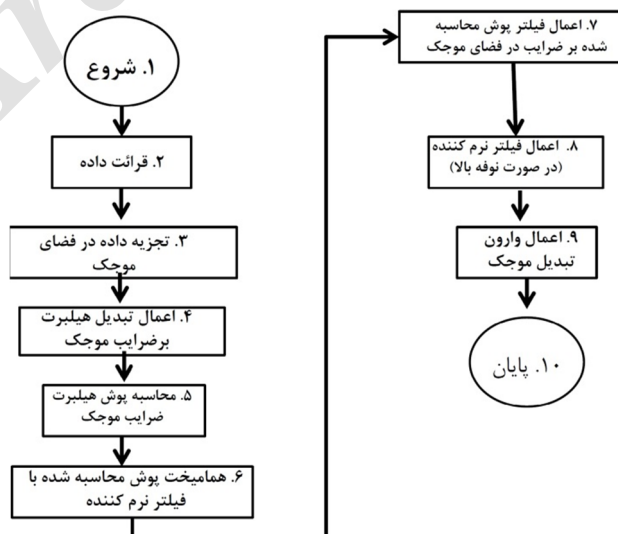 ۱. شروع
۲. قرائت داده
۳. تجزیه داده در فضای
موجک
۴. اعمال تبدیل هیلبرت
برضرایب موجک
۵. محاسبه پوش هیلبرت
ضرایب موجک
۶. همامیخت پوش محاسبه شده با
فیلتر نرم کننده
۷. اعمال فیلتر پوش محاسبه
شده بر ضرایب در فضای موجک
۸. اعمال فیلتر نرم کننده
(در صورت نوفه بالا)
۹. اعمال وارون
تبدیل موجک
۱۰. پایان